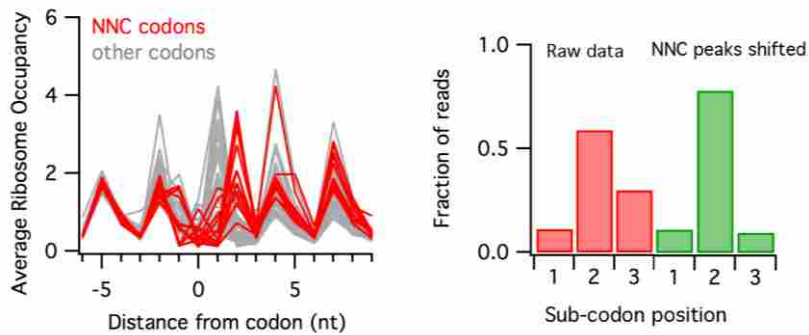 Average Ribosome Occupancy
6
4
2
0
NNC codons
other codons
-5 0 5
Distance from codon (nt)
Fraction of reads
1.0
0.5
0.0
Raw data NNC peaks shifted
1 2 3 1 2 3
Sub-codon position